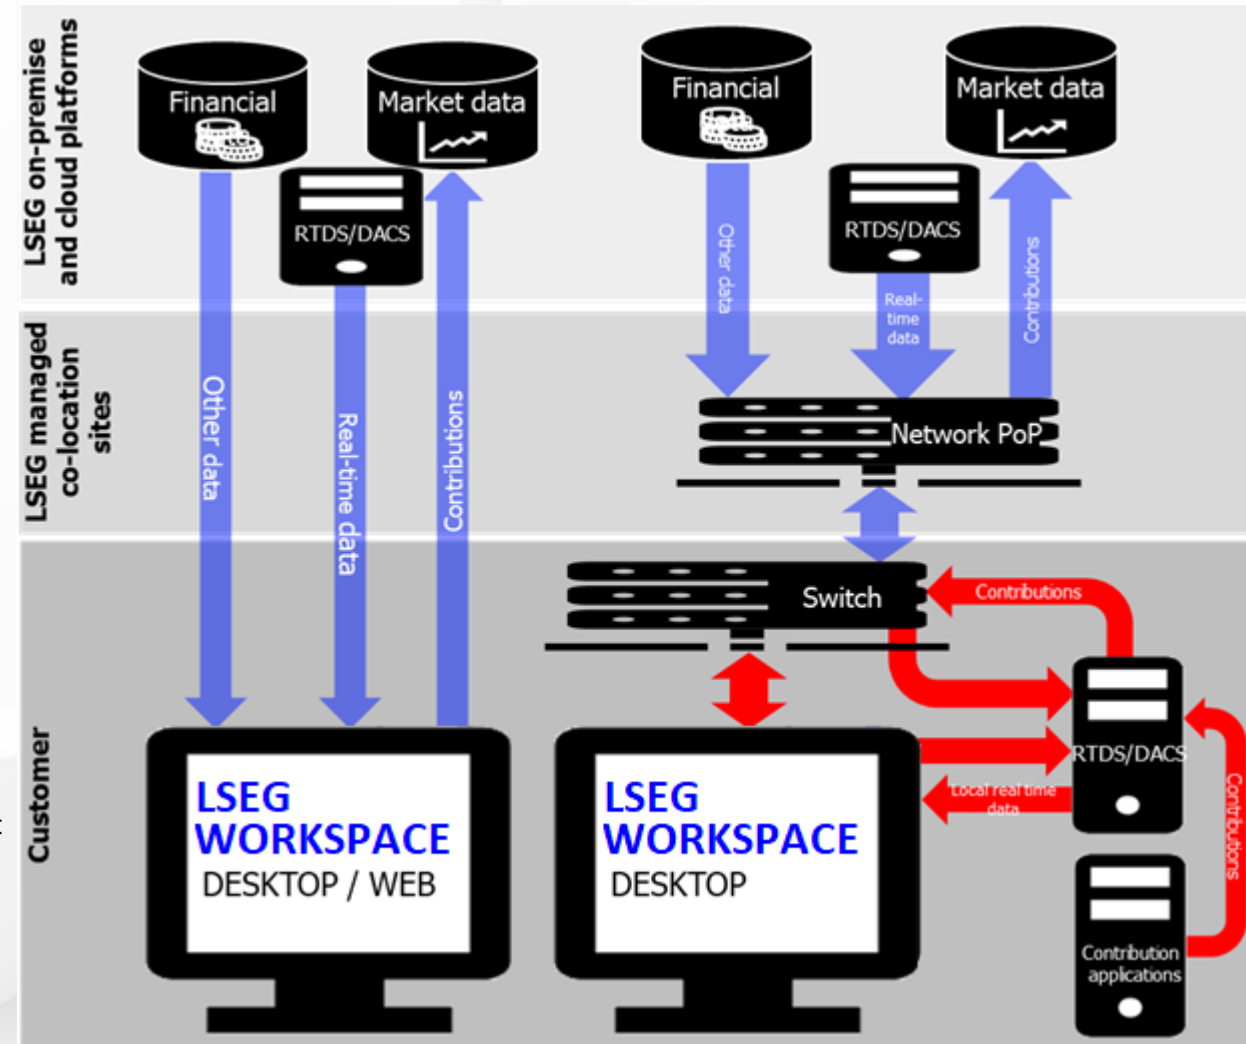 LSEG on-premise
and cloud platforms
Financial
Market data
RTDS/DACS
Financial
Market data
RTDS/DACS
Other data
Real-
time
data
Contributions
LSEG managed
co-location
sites
Other data
Real-time data
Contributions
Network PoP
Customer
Switch
Contributions
RTDS/DACS
Local real time
data
Contributions
Contribution
applications
LSEG
WORKSPACE
DESKTOP / WEB
LSEG
WORKSPACE
DESKTOP